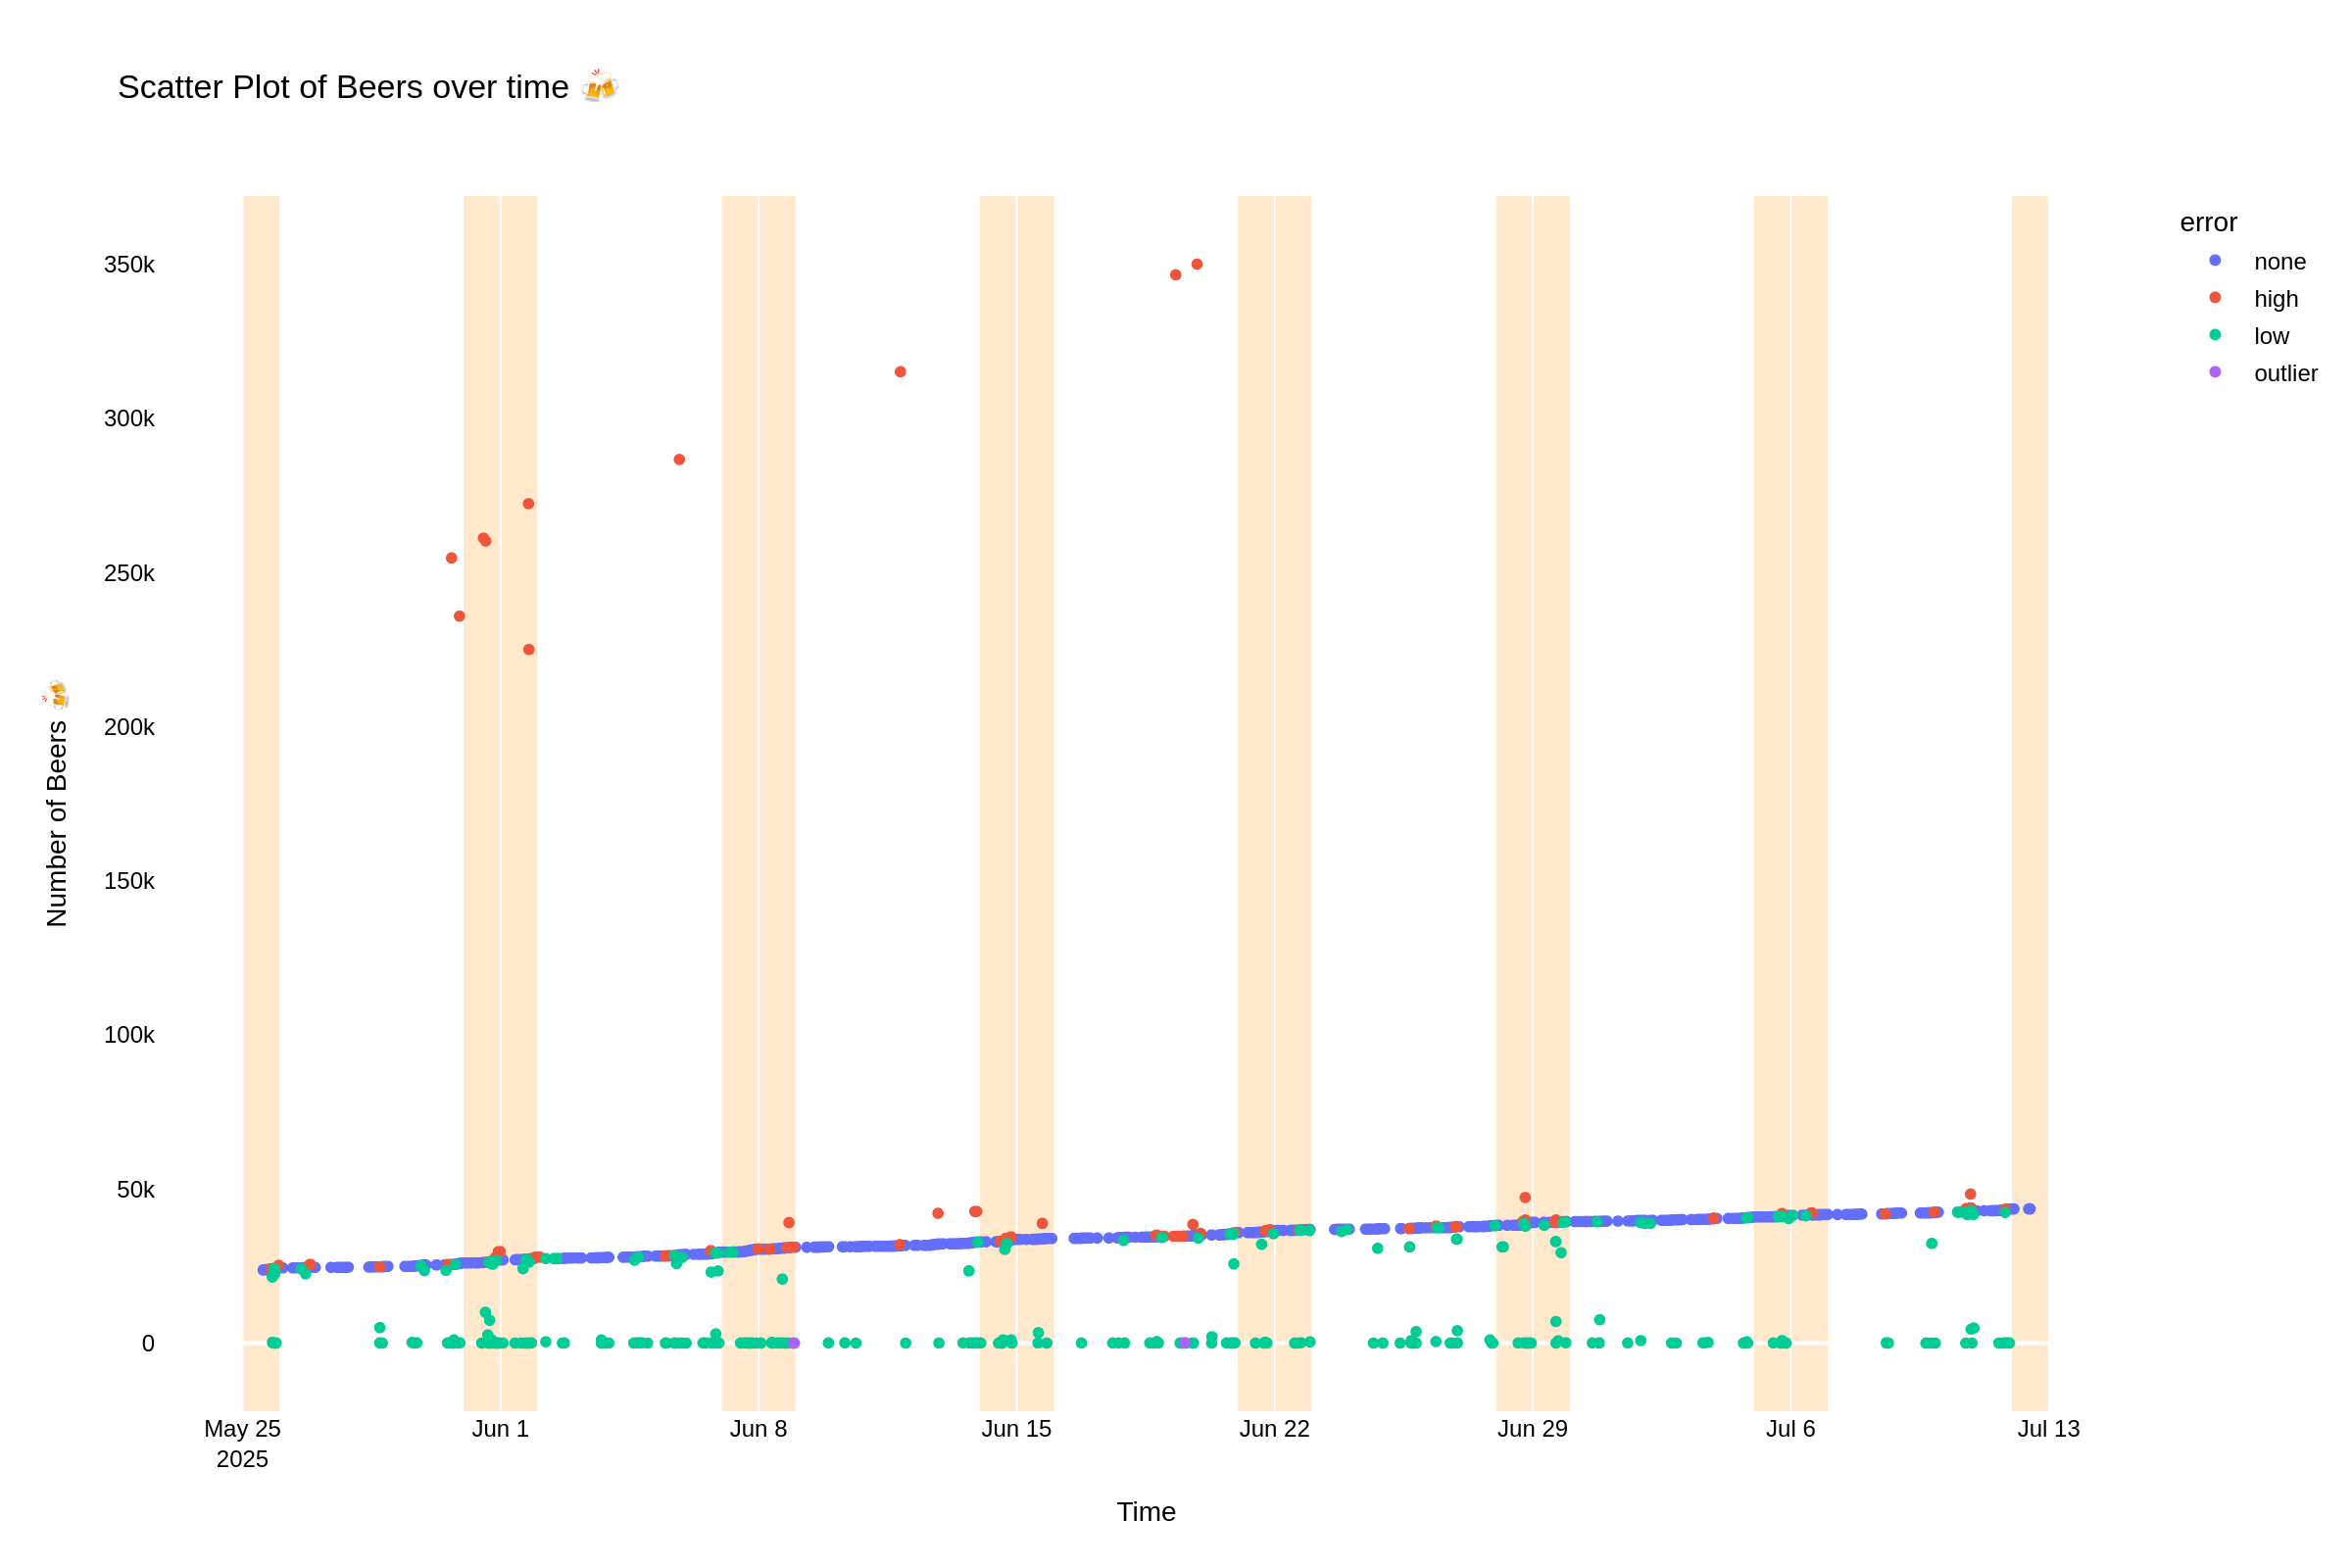 Scatter Plot of Beers over time 🍻
error
none
high
low
outlier
350k
300k
250k
200k
150k
100k
50k
0
Number of Beers 🍻
May 25
2025
Jun 1
Jun 8
Jun 15
Jun 22
Jun 29
Jul 6
Jul 13
Time